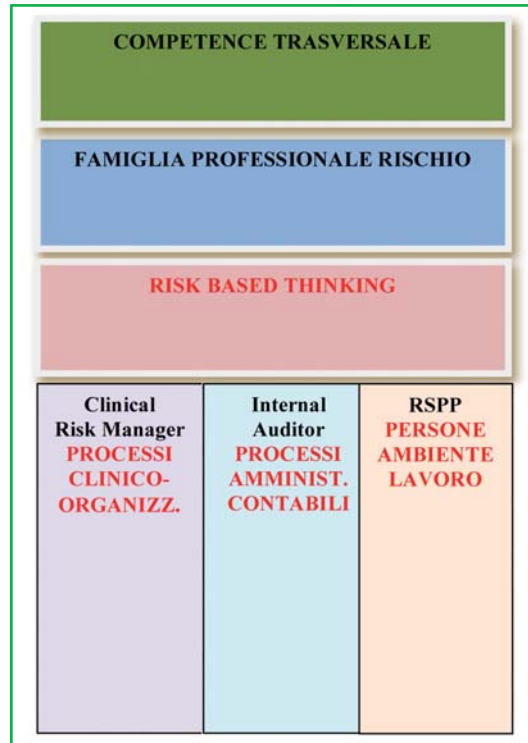 COMPETENCE TRASVERSALE
FAMIGLIA PROFESSIONALE RISCHIO
RISK BASED THINKING
Clinical
Risk Manager
PROCESSI
CLINICO-
ORGANIZZ.
Internal
Auditor
PROCESSI
AMMINIST.
CONTABILI
RSPP
PERSONE
AMBIENTE
LAVORO